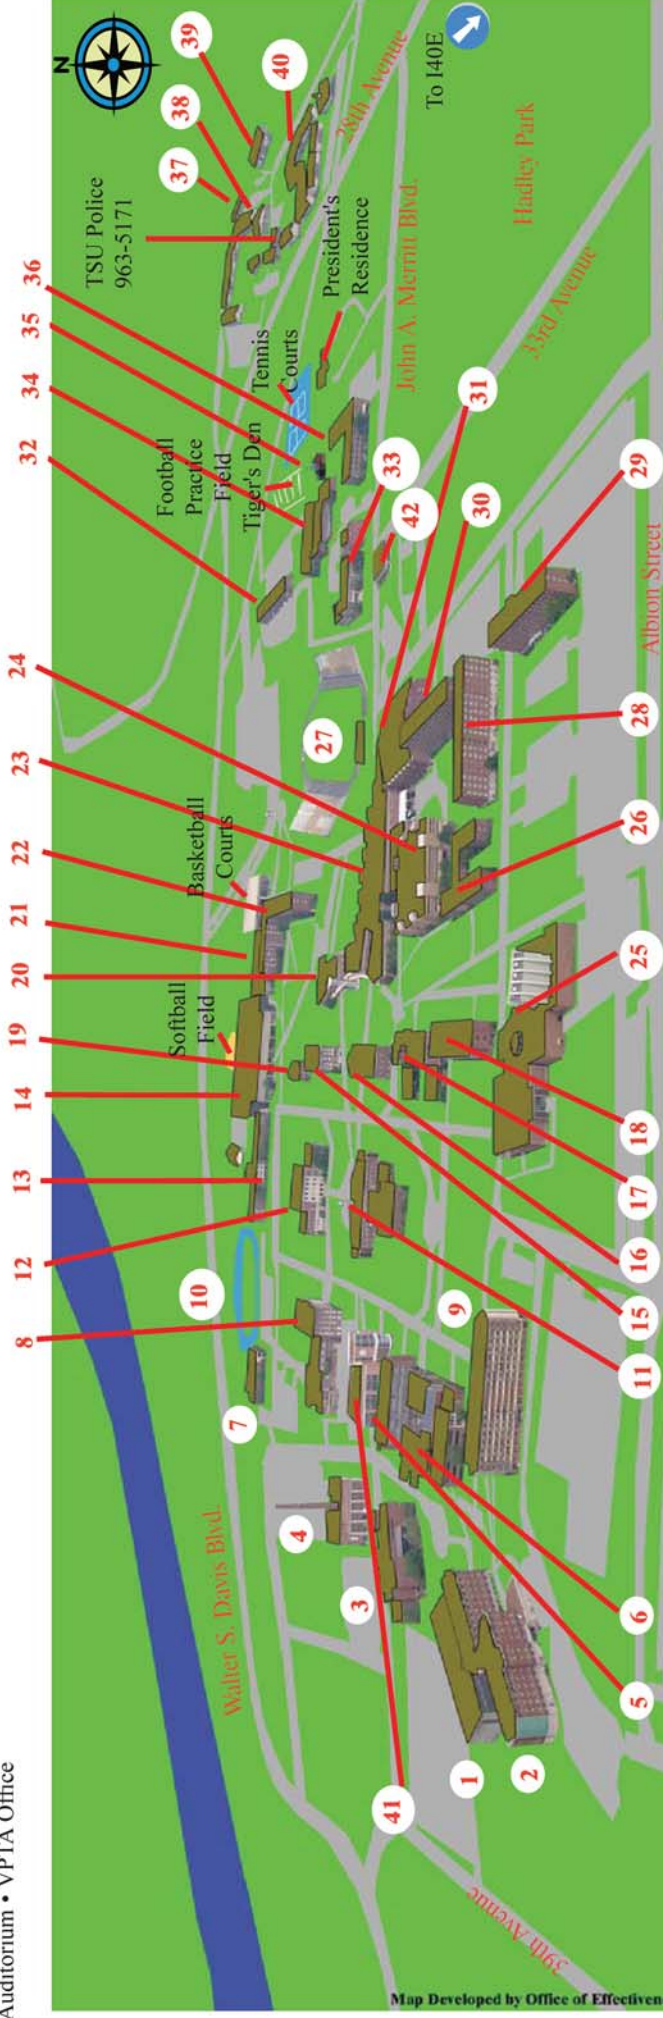 Auditorium • VPTA Office
8
12
13
14
19
20
21
22
23
24
32
34
35
36
N
TSU Police
963-5171
37
38
39
40
Football
Practice
Field
Tiger's Den
Tennis
Courts
President's
Residence
28th Avenue
To I40E
Softball
Field
Basketball
Courts
John A. Merritt Blvd.
Hadley Park
33rd Avenue
Walter S. Davis Blvd.
7
10
27
33
42
31
30
29
4
3
9
41
1
2
5
6
11
15
16
17
18
25
26
28
Albion Street
39th Avenue
Map Developed by Office of Effectiven